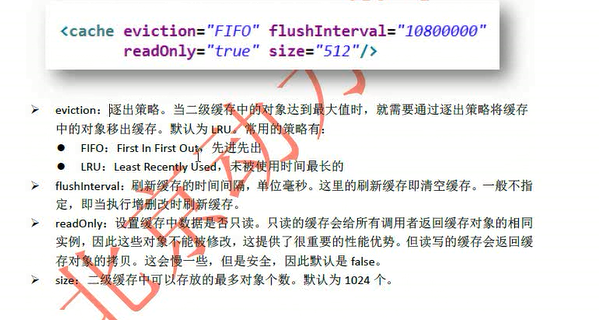 <cache eviction="FIFO" flushInterval="10800000"
readOnly="true" size="512"/>
➢ eviction：逐出策略。当二级缓存中的对象达到最大值时，就需要通过逐出策略将缓存
中的对象移出缓存。默认为 LRU。常用的策略有：
● FIFO：First In First Out，先进先出
● LRU：Least Recently Used，未被使用时间最长的
➢ flushInterval：刷新缓存的时间间隔，单位毫秒。这里的刷新缓存即清空缓存。一般不指
定，即当执行增删改时刷新缓存。
➢ readOnly：设置缓存中数据是否只读。只读的缓存会给所有调用者返回缓存对象的相同
实例，因此这些对象不能被修改，这提供了很重要的性能优势。但读写的缓存会返回缓
存对象的拷贝。这会慢一些，但是安全，因此默认是 false。
➢ size：二级缓存中可以存放的最多对象个数。默认为 1024 个。
北京动力